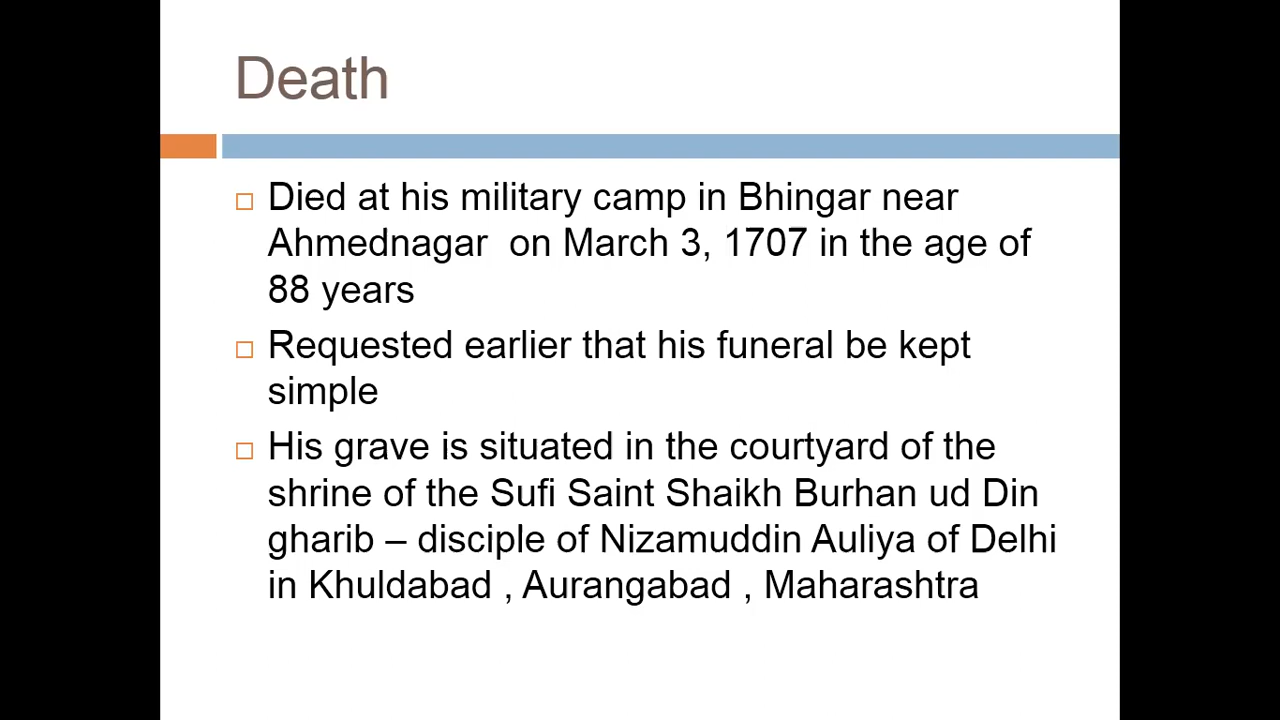 Death
Died at his military camp in Bhingar near
Ahmednagar  on March 3, 1707 in the age of
88 years
Requested earlier that his funeral be kept
simple
His grave is situated in the courtyard of the
shrine of the Sufi Saint Shaikh Burhan ud Din
gharib – disciple of Nizamuddin Auliya of Delhi
in Khuldabad , Aurangabad , Maharashtra